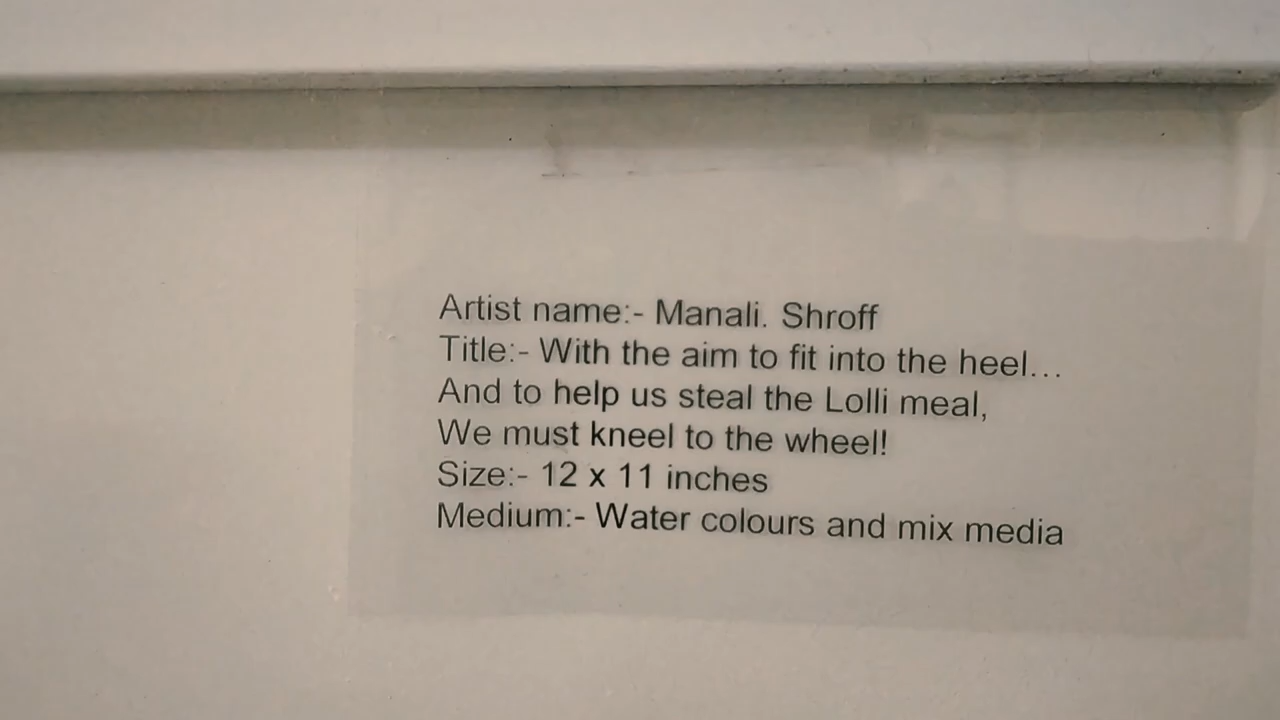 Artist name:- Manali. Shroff
Title:- With the aim to fit into the heel...
And to help us steal the Lolli meal,
We must kneel to the wheel!
Size:- 12 x 11 inches
Medium:- Water colours and mix media